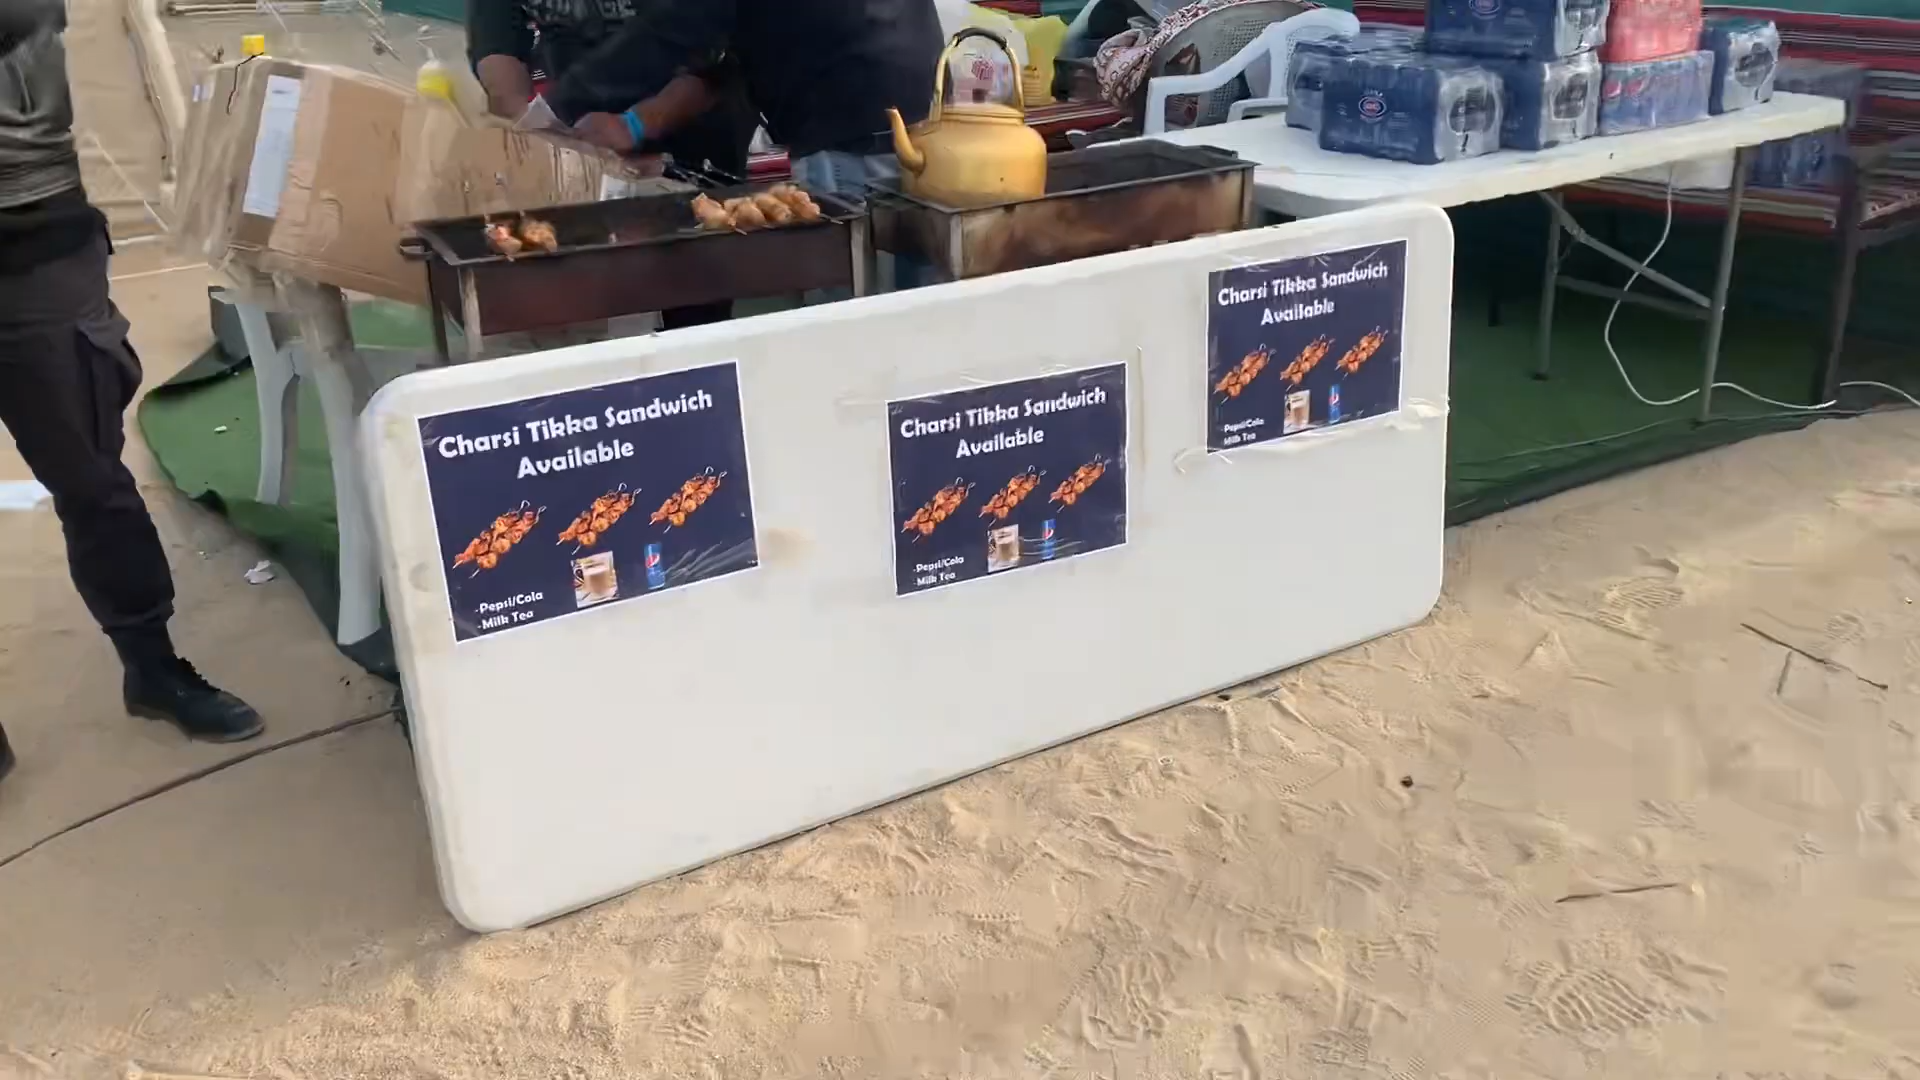 Charsi Tikka Sandwich
Available
-Pepsi/Cola
-Milk Tea
Charsi Tikka Sandwich
Available
-Pepsi/Cola
-Milk Tea
Charsi Tikka Sandwich
Available
-Pepsi/Cola
-Milk Tea